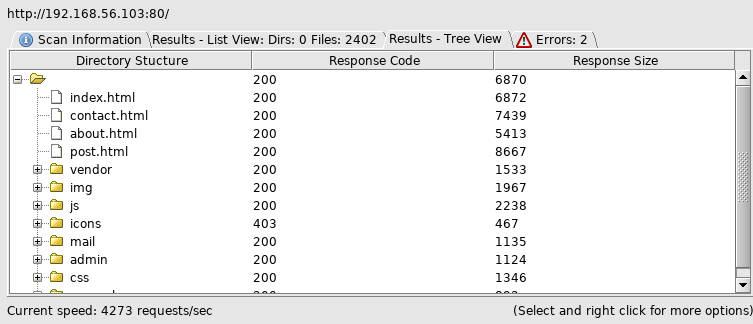 http://192.168.56.103:80/
Scan Information Results - List View: Dirs: 0 Files: 2402 Results - Tree View Errors: 2
Directory Stucture Response Code Response Size
200 6870
index.html 200 6872
contact.html 200 7439
about.html 200 5413
post.html 200 8667
vendor 200 1533
img 200 1967
js 200 2238
icons 403 467
mail 200 1135
admin 200 1124
css 200 1346
Current speed: 4273 requests/sec (Select and right click for more options)